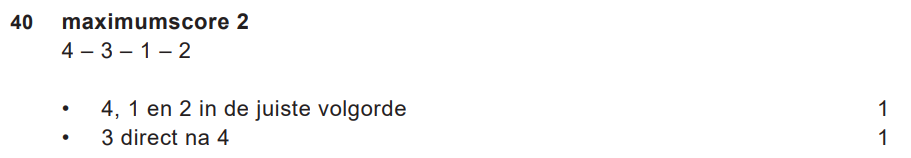 40 maximumscore 2
4 – 3 – 1 – 2
• 4, 1 en 2 in de juiste volgorde 1
• 3 direct na 4 1